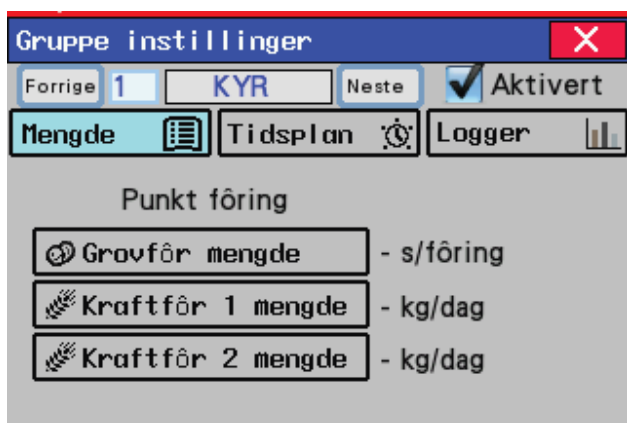 Gruppe instillinger
Forrige 1 KYR Neste Aktivert
Mengde Tidsplan Logger
Punkt fôring
Grovfôr mengde - s/fôring
Kraftfôr 1 mengde - kg/dag
Kraftfôr 2 mengde - kg/dag